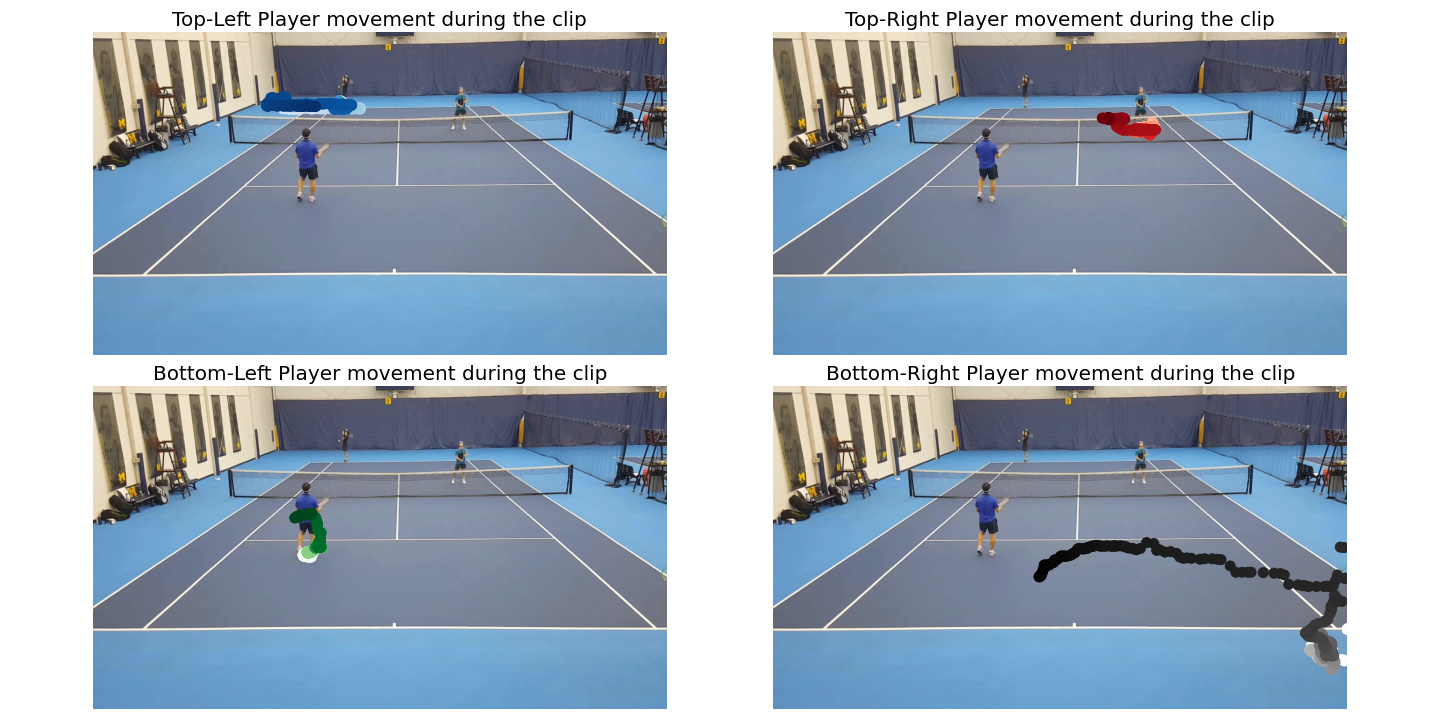 Top-Left Player movement during the clip
Top-Right Player movement during the clip
Bottom-Left Player movement during the clip
Bottom-Right Player movement during the clip